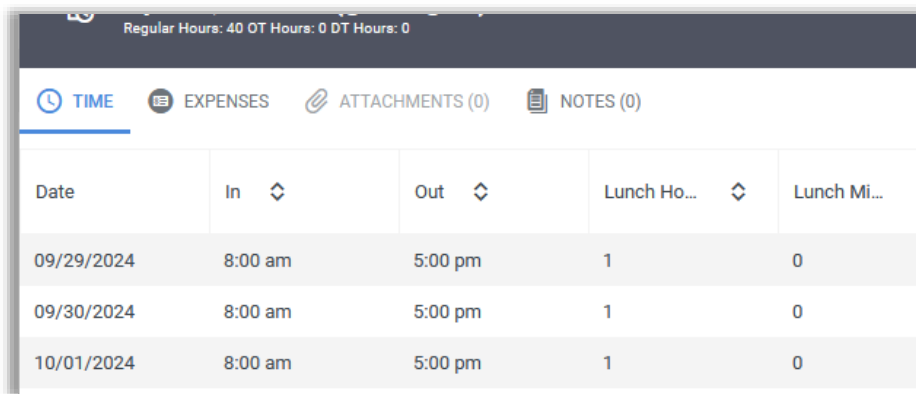 Regular Hours: 40 OT Hours: 0 DT Hours: 0
TIME EXPENSES ATTACHMENTS (0) NOTES (0)
Date In Out Lunch Ho... Lunch Mi...
09/29/2024 8:00 am 5:00 pm 1 0
09/30/2024 8:00 am 5:00 pm 1 0
10/01/2024 8:00 am 5:00 pm 1 0